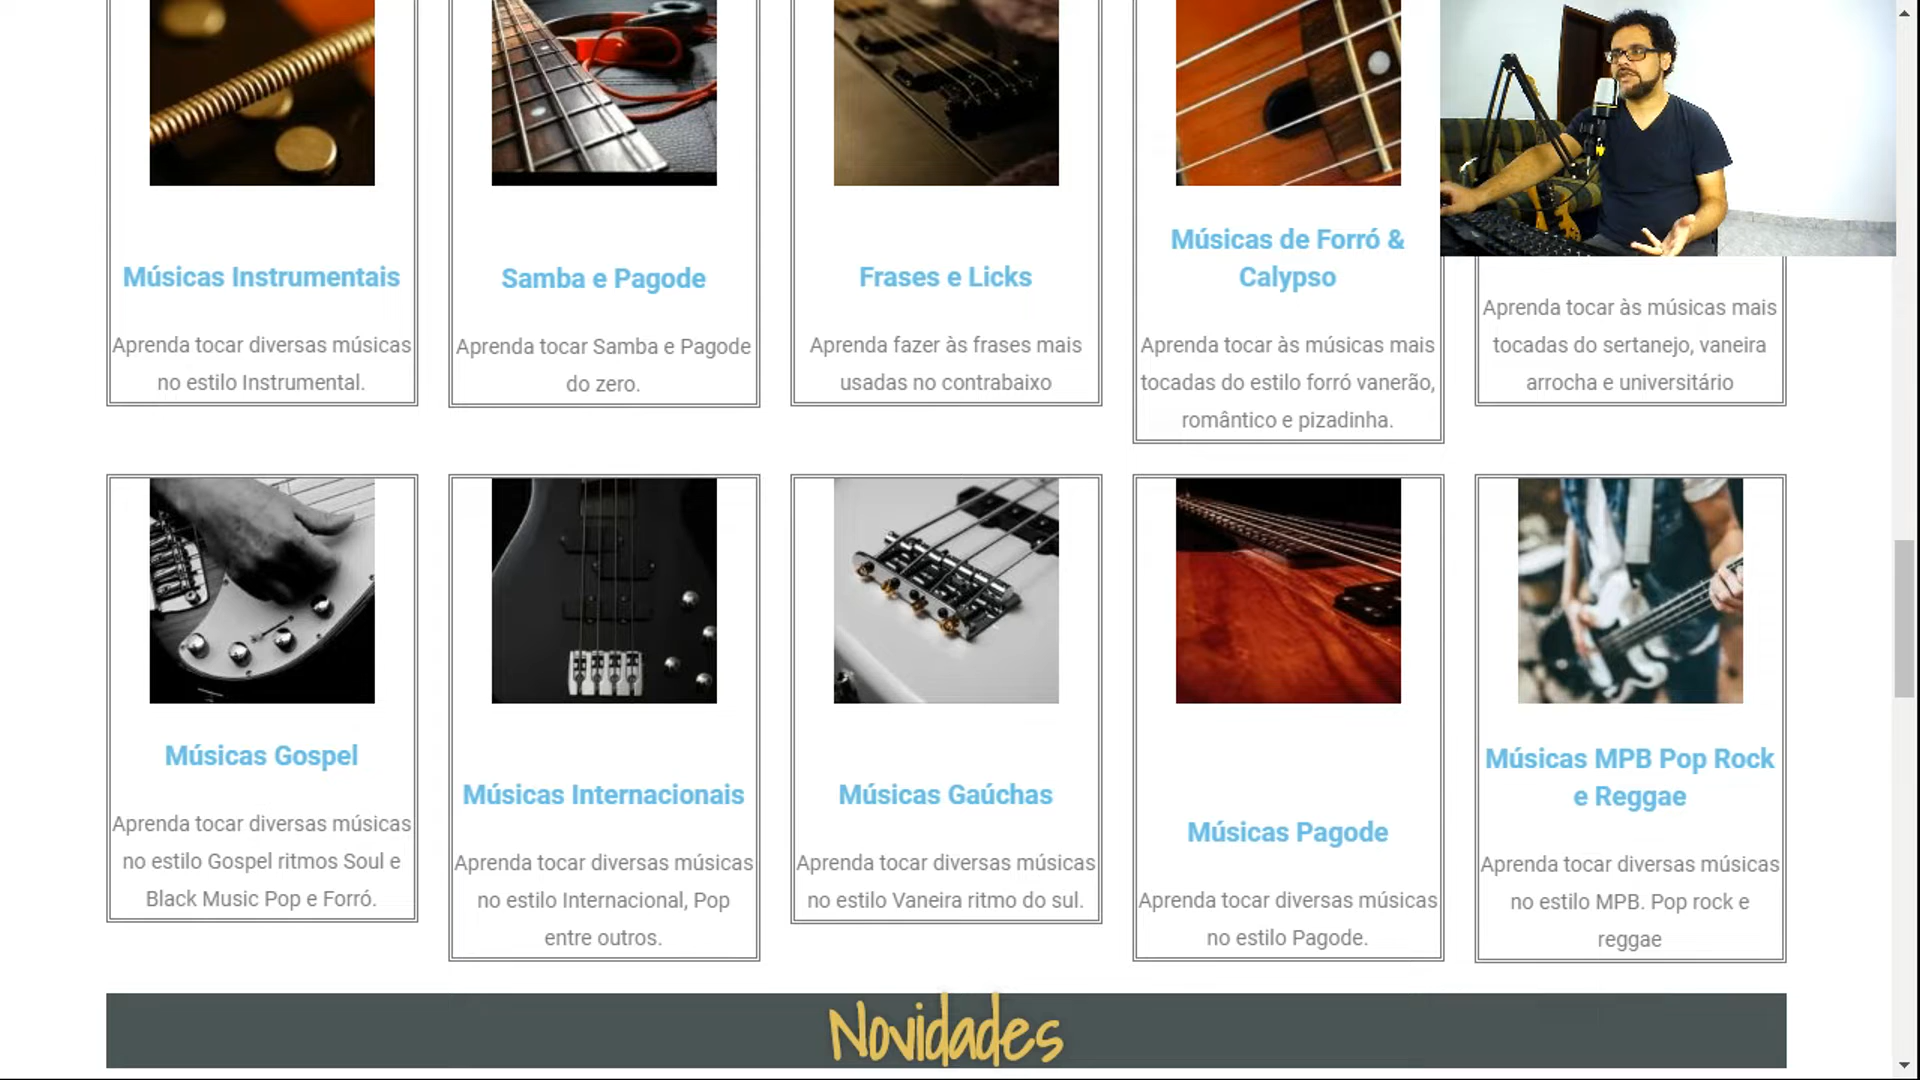 Músicas Instrumentais
Aprenda tocar diversas músicas
no estilo Instrumental.
Samba e Pagode
Aprenda tocar Samba e Pagode
do zero.
Frases e Licks
Aprenda fazer às frases mais
usadas no contrabaixo
Músicas de Forró &
Calypso
Aprenda tocar às músicas mais
tocadas do estilo forró vanerão,
romântico e pizadinha.
Aprenda tocar às músicas mais
tocadas do sertanejo, vaneira
arrocha e universitário
Músicas Gospel
Aprenda tocar diversas músicas
no estilo Gospel ritmos Soul e
Black Music Pop e Forró.
Músicas Internacionais
Aprenda tocar diversas músicas
no estilo Internacional, Pop
entre outros.
Músicas Gaúchas
Aprenda tocar diversas músicas
no estilo Vaneira ritmo do sul.
Músicas Pagode
Aprenda tocar diversas músicas
no estilo Pagode.
Músicas MPB Pop Rock
e Reggae
Aprenda tocar diversas músicas
no estilo MPB. Pop rock e
reggae
Novidades